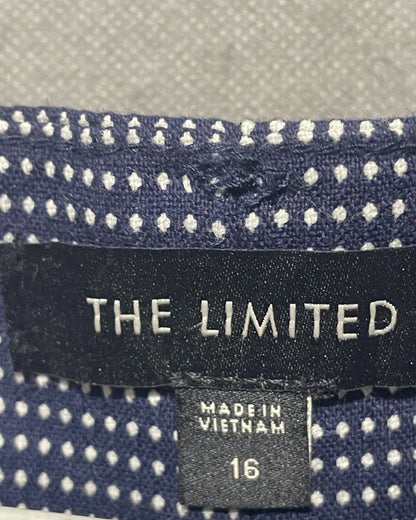 THE LIMITED
MADE IN
VIETNAM
16